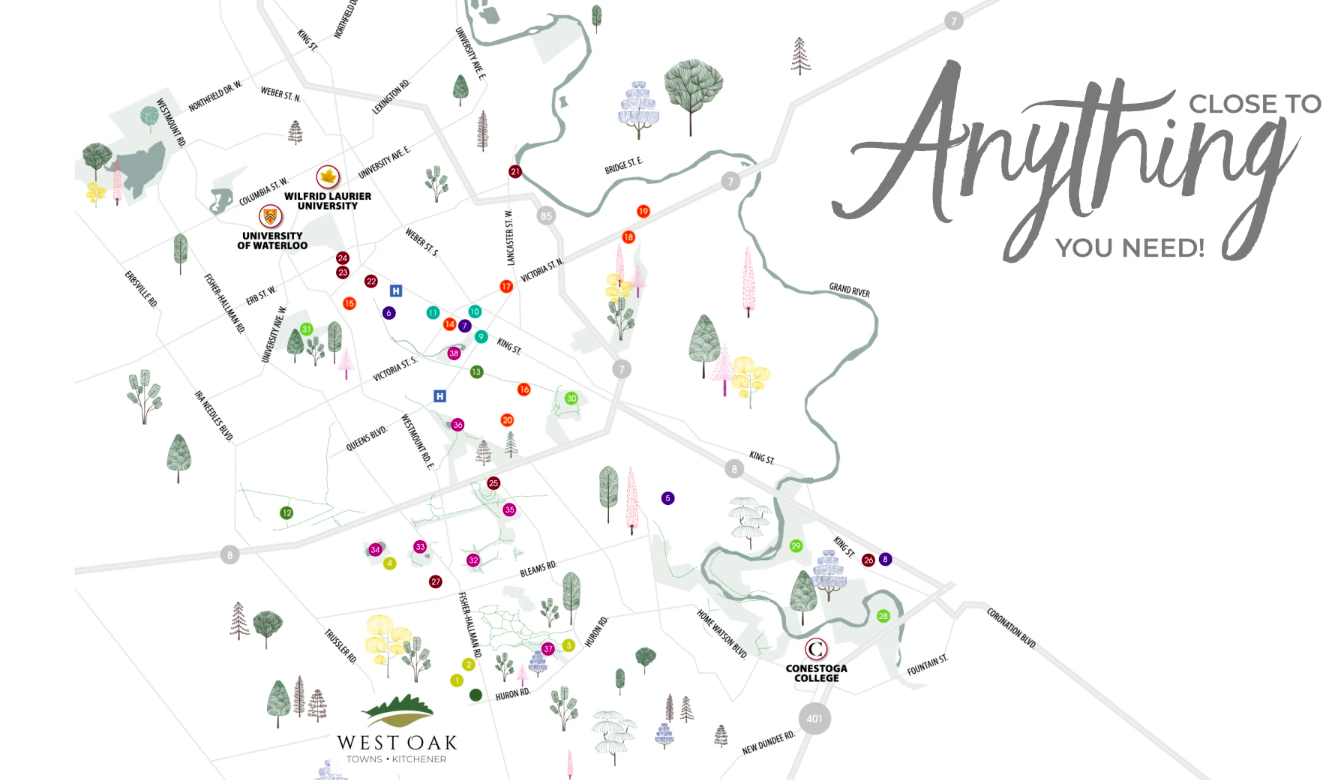 7
CLOSE TO
Anything
YOU NEED!
KING ST.
UNIVERSITY AVE. E.
NORTHFIELD DR. W.
WEBER ST. N.
LEXINGTON RD.
WESTMOUNT RD.
UNIVERSITY AVE. E.
BRIDGE ST. E.
21
7
COLUMBIA ST. W.
WILFRID LAURIER
UNIVERSITY
UNIVERSITY
OF WATERLOO
85
19
18
LANCASTER ST. W.
WEBER ST. S.
24
23
22
VICTORIA ST. N.
17
ERBSVILLE RD.
FISHER-HALLMAN RD.
ERB ST. W.
H
GRAND RIVER
15
6
11
10
14
7
9
31
UNIVERSITY AVE. W.
KING ST.
38
VICTORIA ST. S.
13
7
16
30
H
IRA NEEDLES BLVD.
20
36
QUEENS BLVD.
WESTMOUNT RD. E.
KING ST.
8
25
5
35
12
8
34
33
32
4
27
29
KING ST.
26
8
BLEAMS RD.
FISHER-HALLMAN RD.
28
TRUSSLER RD.
HURON RD.
HOME WATSON BLVD.
CORONATION BLVD.
37
3
2
1
HURON RD.
C
CONESTOGA
COLLEGE
FOUNTAIN ST.
401
NEW DUNDEE RD.
WEST OAK
TOWNS • KITCHENER